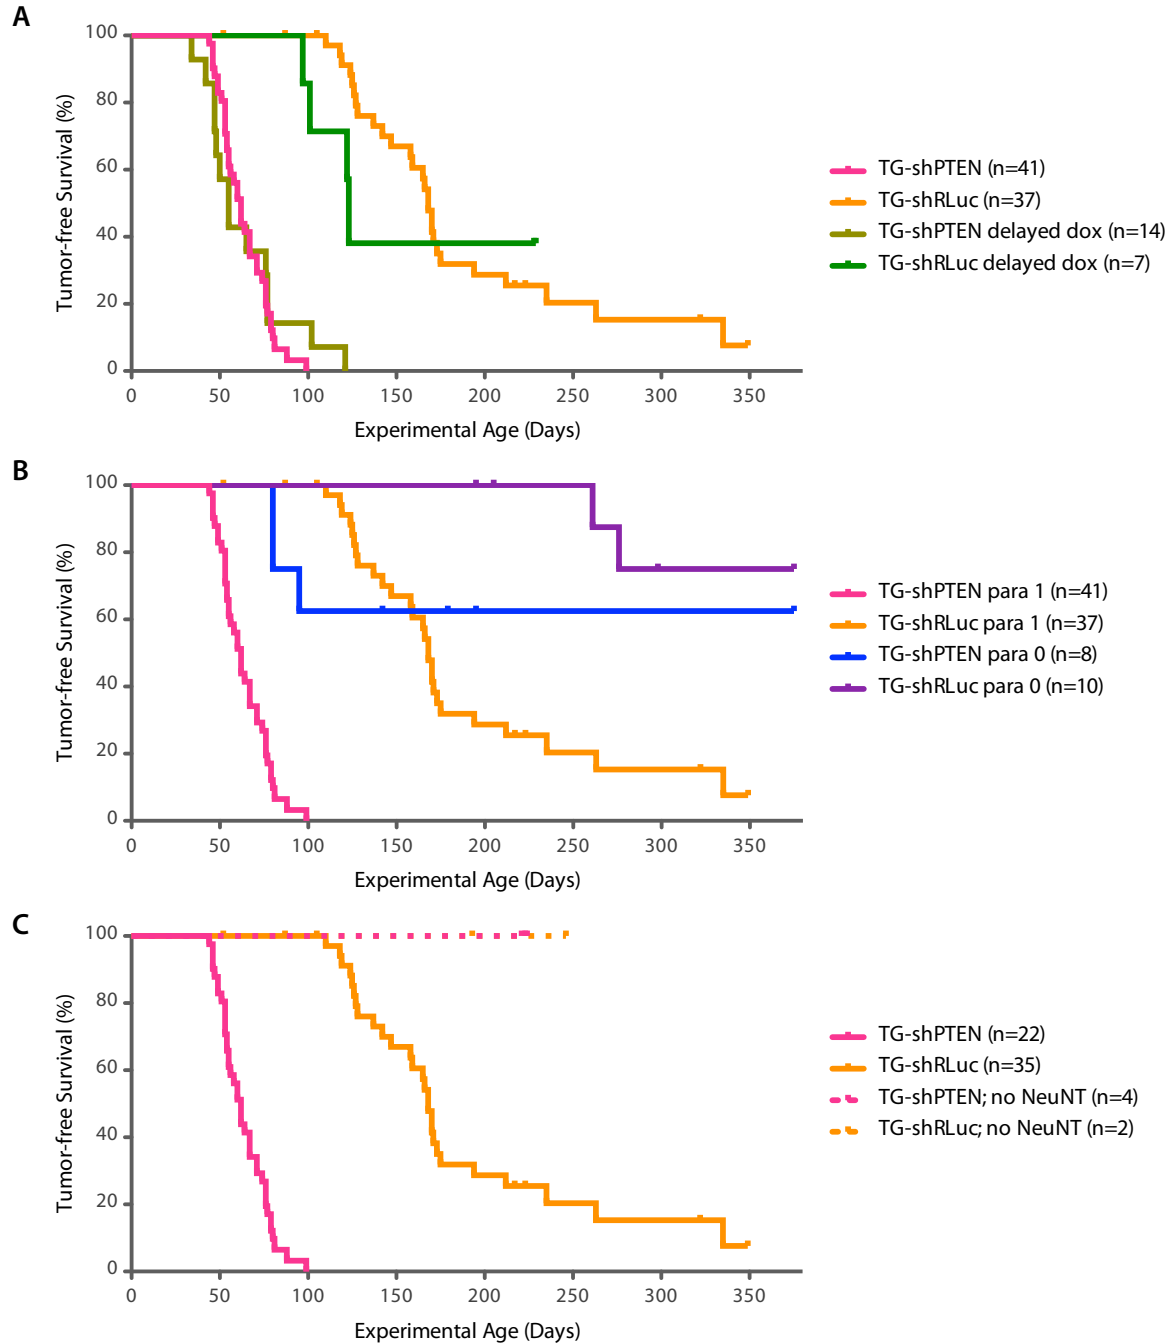 A
Tumor-free Survival (%)
100
80
60
40
20
0
0 50 100 150 200 250 300 350
Experimental Age (Days)
TG-shPTEN (n=41)
TG-shRLuc (n=37)
TG-shPTEN delayed dox (n=14)
TG-shRLuc delayed dox (n=7)
B
Tumor-free Survival (%)
100
80
60
40
20
0
0 50 100 150 200 250 300 350
Experimental Age (Days)
TG-shPTEN para 1 (n=41)
TG-shRLuc para 1 (n=37)
TG-shPTEN para 0 (n=8)
TG-shRLuc para 0 (n=10)
C
Tumor-free Survival (%)
100
80
60
40
20
0
0 50 100 150 200 250 300 350
Experimental Age (Days)
TG-shPTEN (n=22)
TG-shRLuc (n=35)
TG-shPTEN; no NeuNT (n=4)
TG-shRLuc; no NeuNT (n=2)